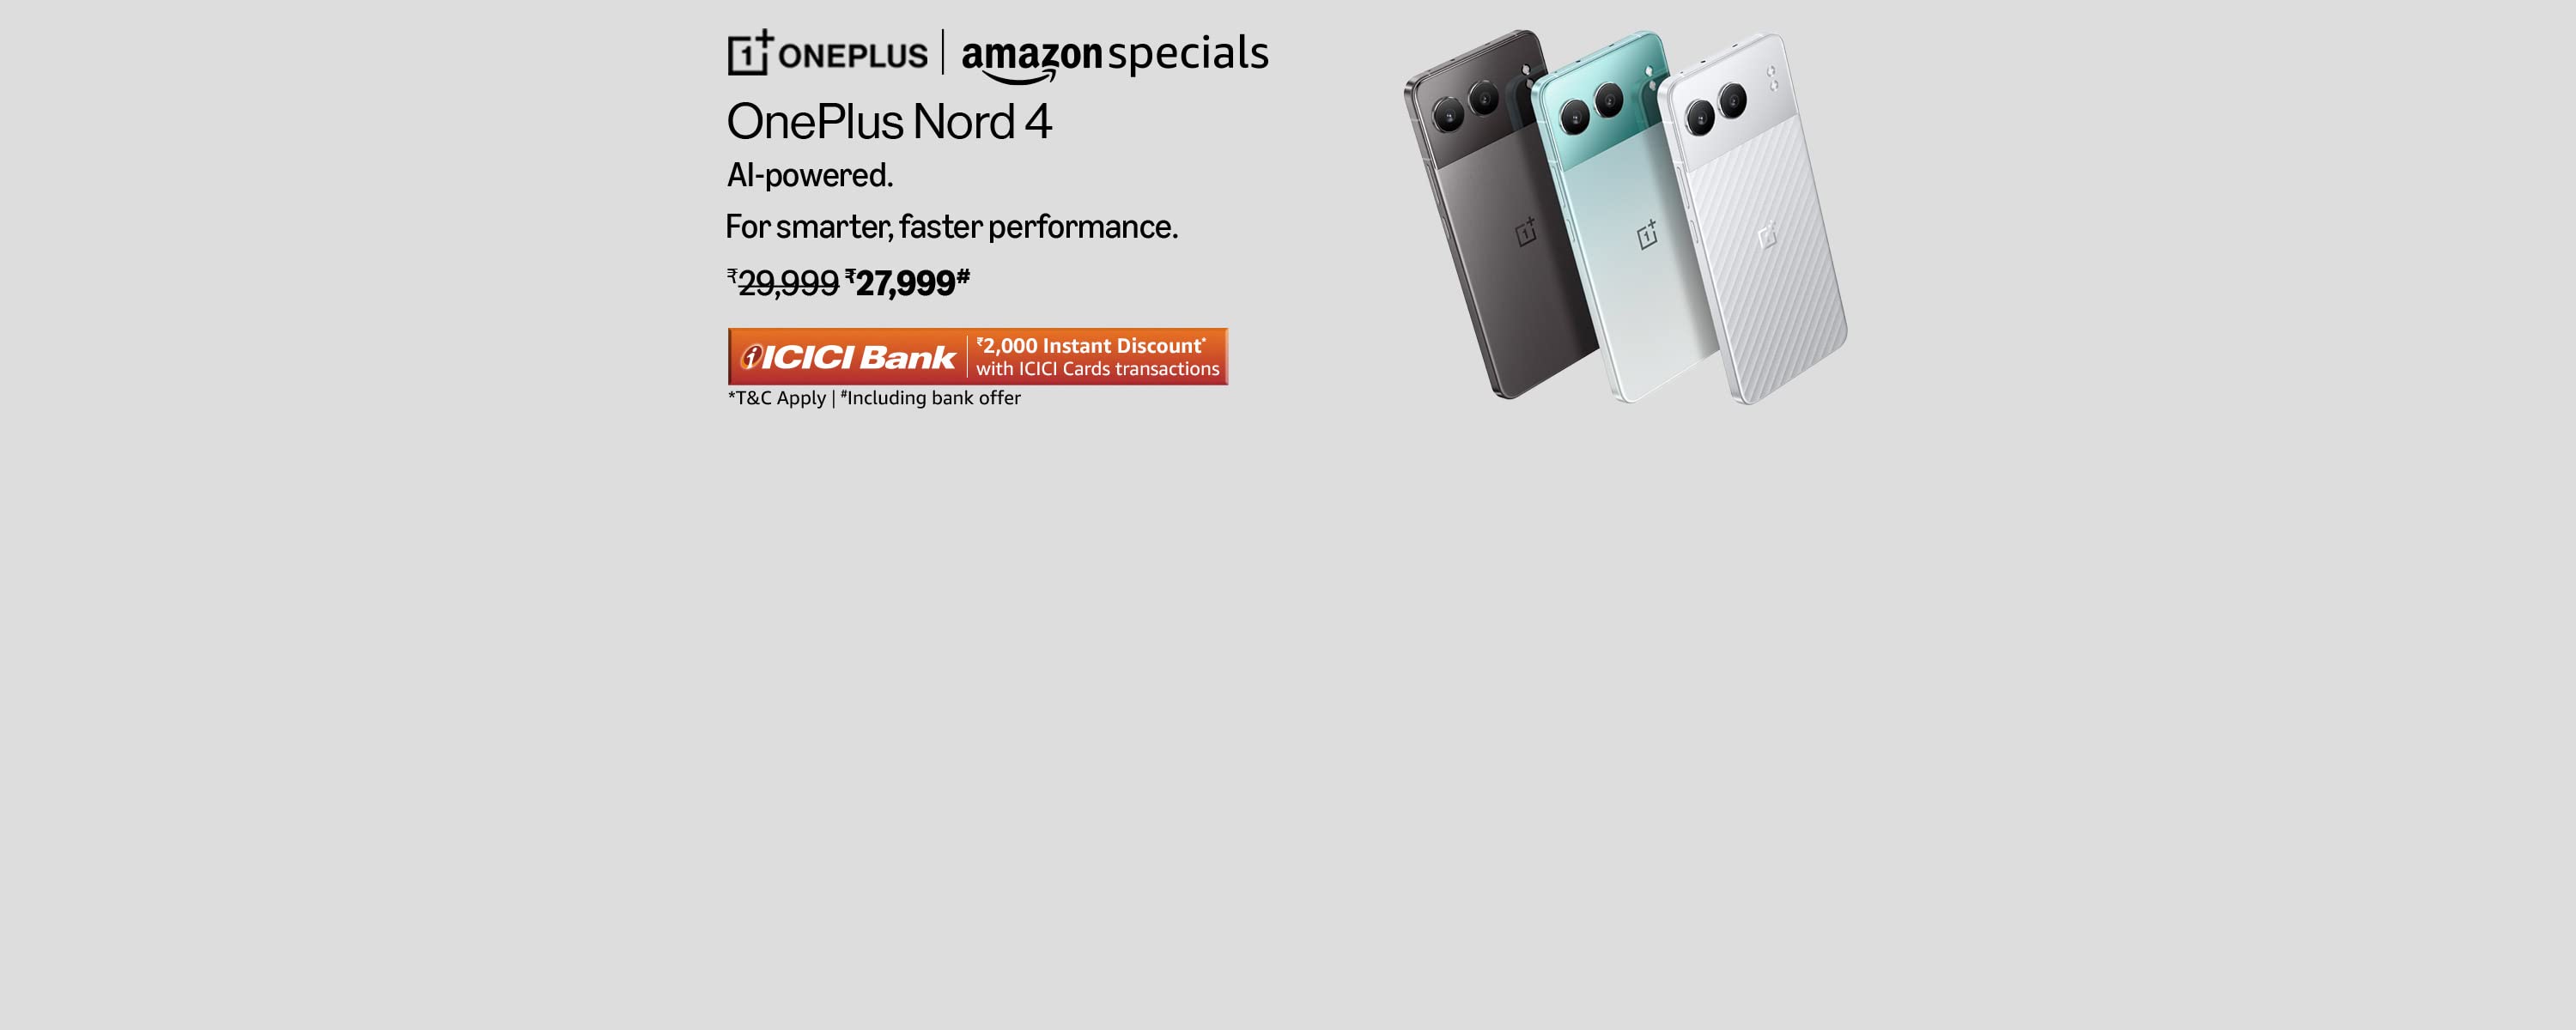 1+ ONEPLUS | amazon specials
OnePlus Nord 4
AI-powered.
For smarter, faster performance.
₹29,999 ₹27,999#
ICICI Bank | ₹2,000 Instant Discount*
with ICICI Cards transactions
*T&C Apply | #Including bank offer